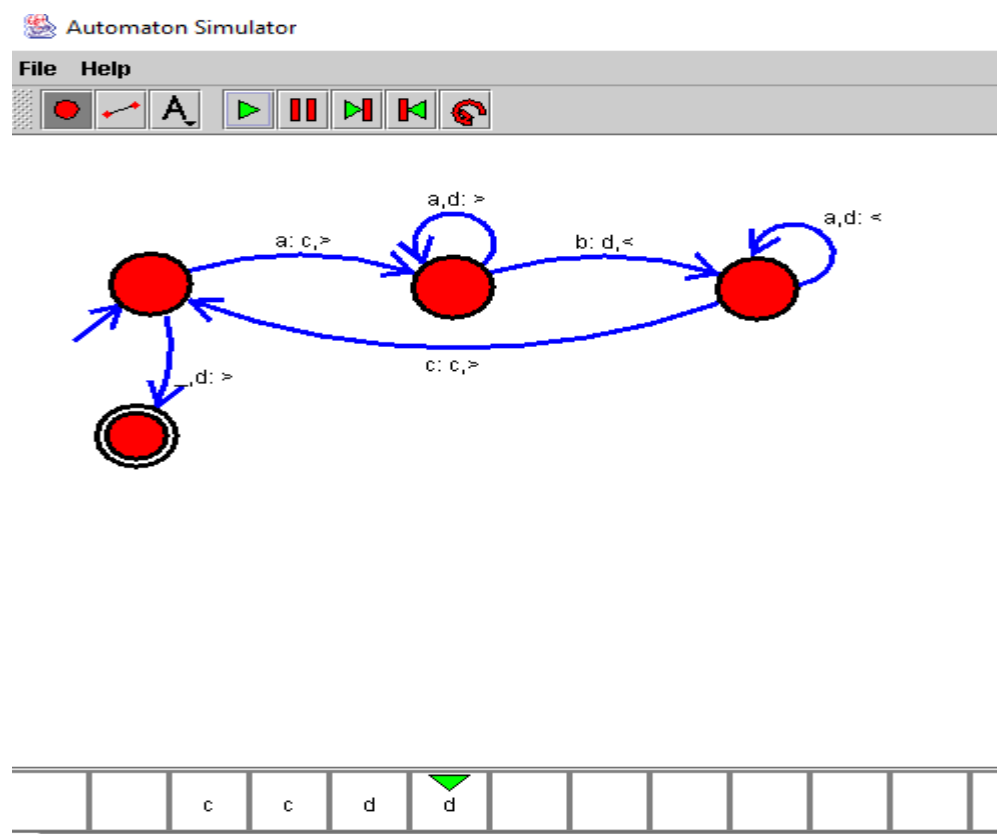 Automaton Simulator
File Help
A
a,d: >
a,d: <
a: c,>
b: d,<
c: c,>
_,d: >
c c d d